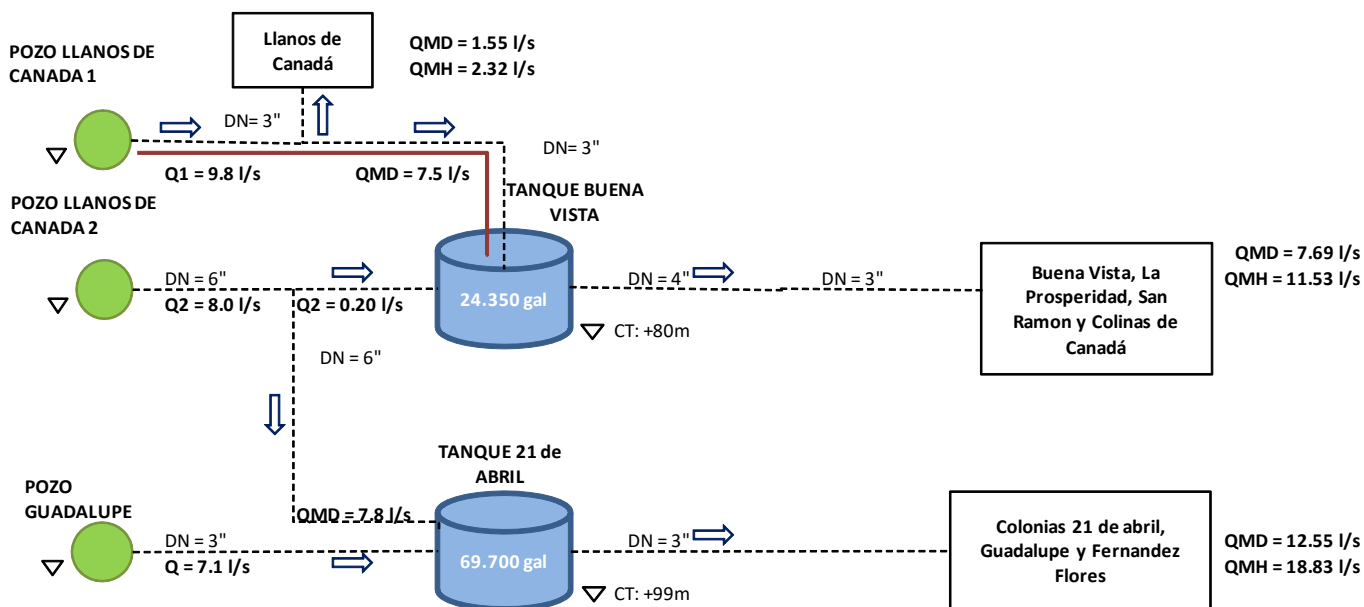 POZO LLANOS DE
CANADA 1
Llanos de
Canadá
QMD = 1.55 l/s
QMH = 2.32 l/s
DN= 3"
DN= 3"
Q1 = 9.8 l/s
QMD = 7.5 l/s
POZO LLANOS DE
CANADA 2
TANQUE BUENA
VISTA
DN = 6"
Q2 = 8.0 l/s
Q2 = 0.20 l/s
24.350 gal
DN = 4"
DN = 3"
CT: +80m
Buena Vista, La
Prosperidad, San
Ramon y Colinas de
Canadá
QMD = 7.69 l/s
QMH = 11.53 l/s
DN = 6"
TANQUE 21 de
ABRIL
POZO
GUADALUPE
QMD = 7.8 l/s
DN = 3"
Q = 7.1 l/s
69.700 gal
DN = 3"
CT: +99m
Colonias 21 de abril,
Guadalupe y Fernandez
Flores
QMD = 12.55 l/s
QMH = 18.83 l/s